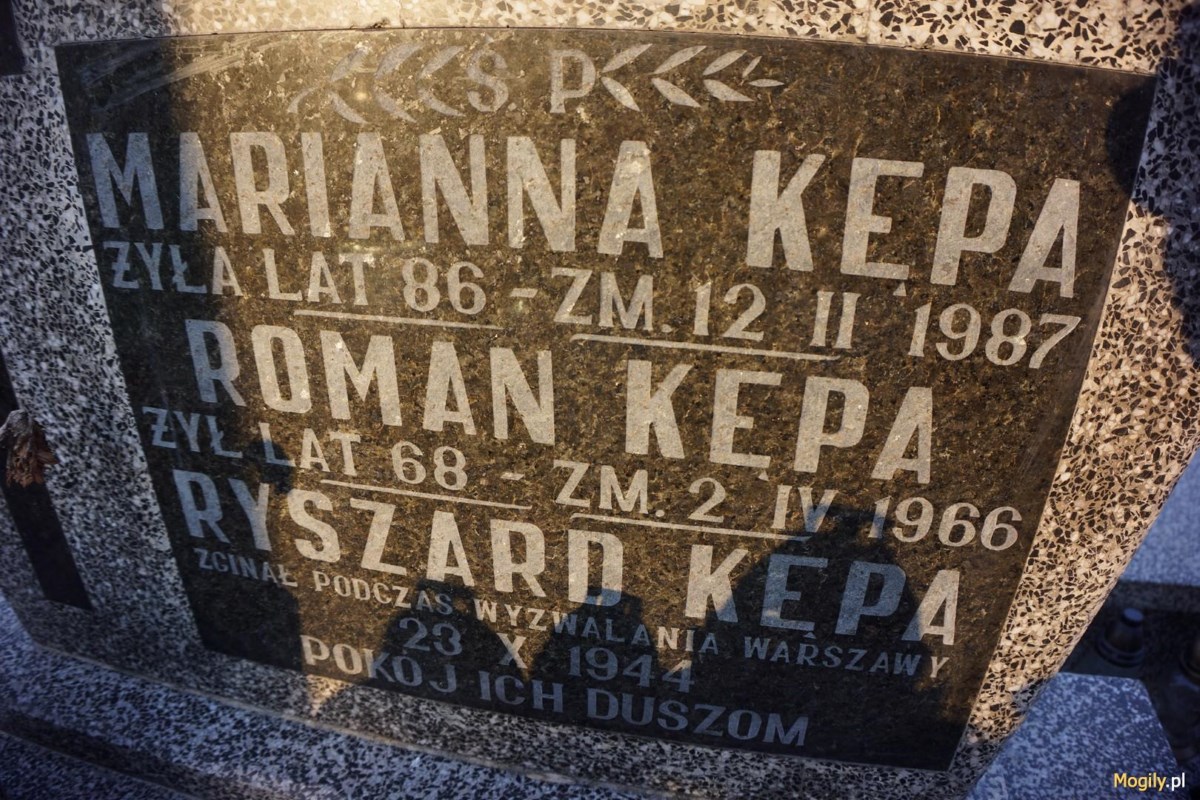 Ś. P.
MARIANNA KĘPA
ŻYŁA LAT 86 - ZM. 12 II 1987
ROMAN KĘPA
ŻYŁ LAT 68 - ZM. 2 IV 1966
RYSZARD KĘPA
ZGINĄŁ PODCZAS WYZWALANIA WARSZAWY
23 X 1944
POKÓJ ICH DUSZOM
Mogily.pl